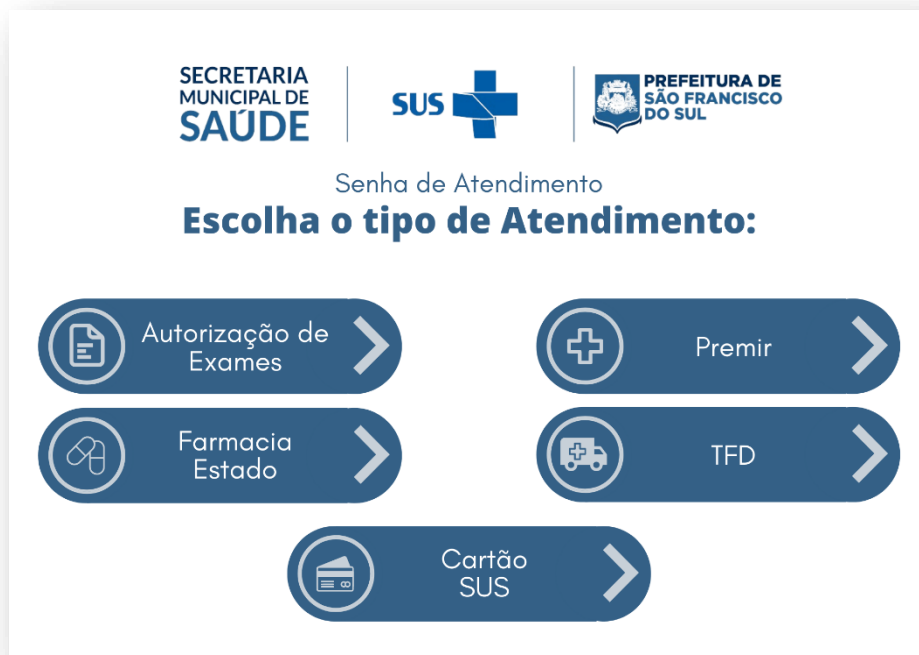 SECRETARIA
MUNICIPAL DE
SAÚDE
SUS
PREFEITURA DE
SÃO FRANCISCO
DO SUL
Senha de Atendimento
Escolha o tipo de Atendimento:
Autorização de
Exames
Premir
Farmacia
Estado
TFD
Cartão
SUS